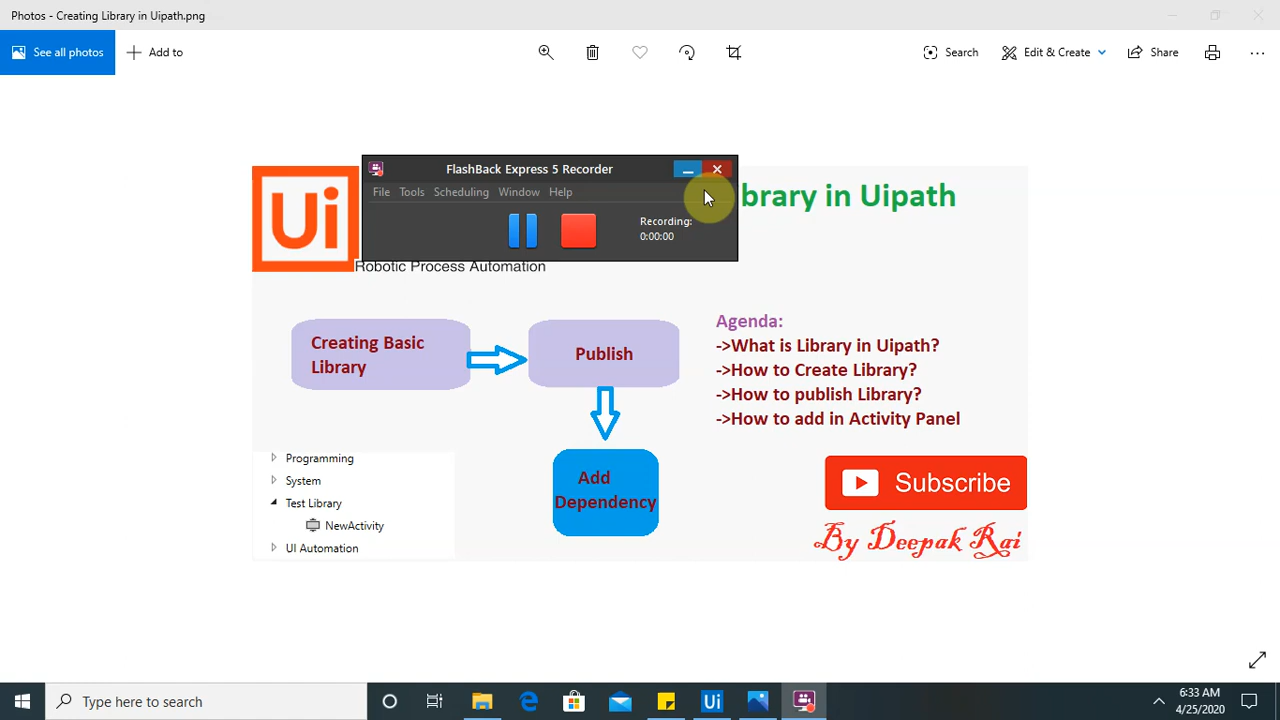 Photos - Creating Library in Uipath.png
See all photos
Add to
Search
Edit & Create
Share
FlashBack Express 5 Recorder
File Tools Scheduling Window Help
Recording:
0:00:00
Ui
brary in Uipath
Robotic Process Automation
Creating Basic
Library
Publish
Add
Dependency
Agenda:
->What is Library in Uipath?
->How to Create Library?
->How to publish Library?
->How to add in Activity Panel
Programming
System
Test Library
NewActivity
UI Automation
Subscribe
By Deepak Rai
Type here to search
Ui
6:33 AM
4/25/2020